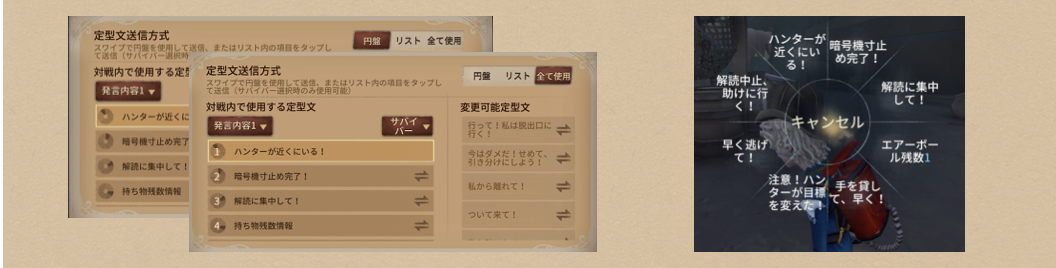 定型文送信方式
スワイプで円盤を使用して送信、またはリスト内の項目をタップし
て送信（サバイバー選択時
円盤 リスト 全て使用
対戦内で使用する定型
発言内容1
ハンターが近くに
暗号機寸止め完了
解読に集中して！
持ち物残数情報
定型文送信方式
スワイプで円盤を使用して送信、またはリスト内の項目をタップし
て送信（サバイバー選択時のみ使用可能）
円盤 リスト 全て使用
対戦内で使用する定型文
発言内容1
サバイ
バー
1 ハンターが近くにいる！
2 暗号機寸止め完了！
3 解読に集中して！
4 持ち物残数情報
変更可能定型文
行って！私は脱出口に
行く！
今はダメだ！せめて、
引き分けにしよう！
私から離れて！
ついて来て！
ハンターが
近くにい
る！
暗号機寸止
め完了！
解読に集中
して！
エアーボー
ル残数1
手を貸し
て、早く！
注意！ハン
ターが目標
を変えた！
早く逃げ
て！
解読中止、
助けに行
く！
キャンセル